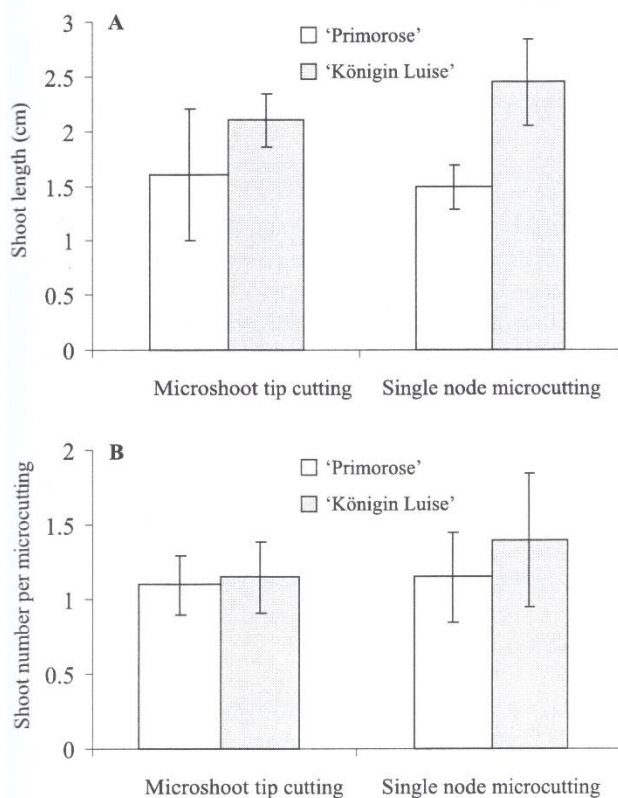 A
'Primorose'
'Königin Luise'
Shoot length (cm)
3
2.5
2
1.5
1
0.5
0
Microshoot tip cutting Single node microcutting
B
'Primorose'
'Königin Luise'
Shoot number per microcutting
2
1.5
1
0.5
0
Microshoot tip cutting Single node microcutting